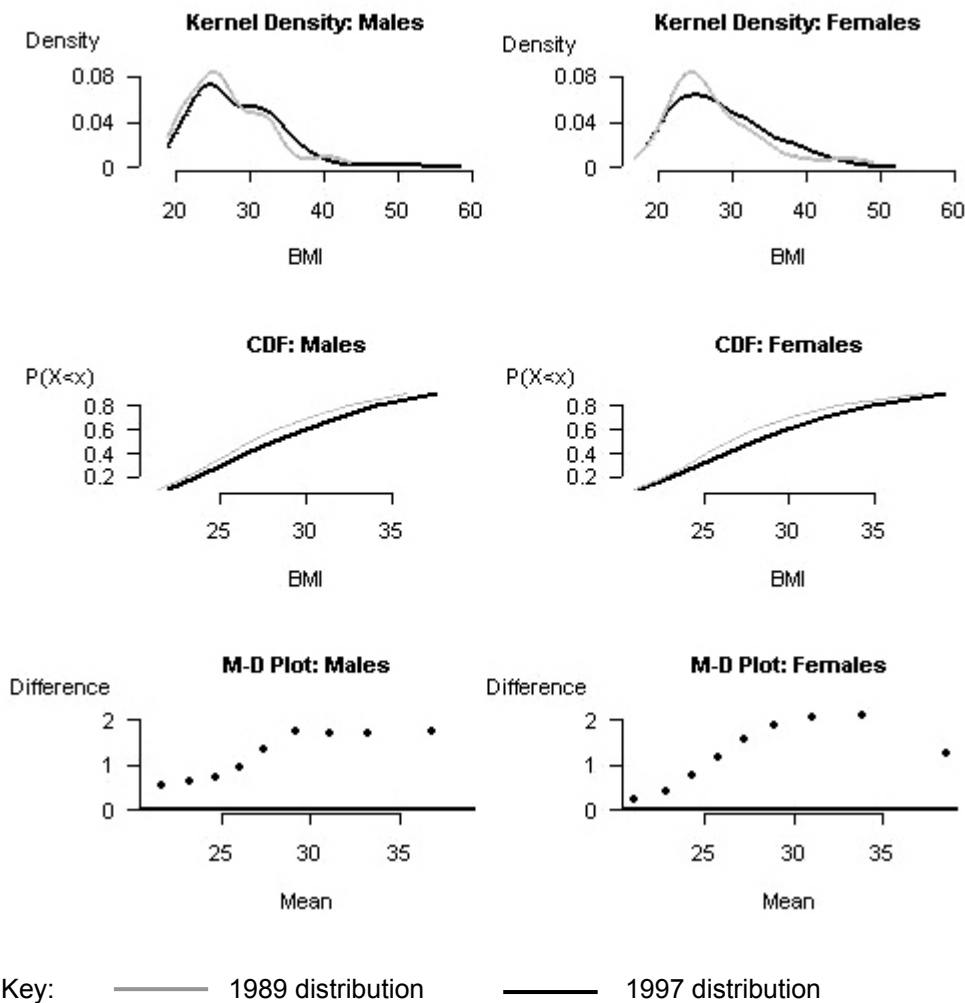 Kernel Density: Males
Density
0.08
0.04
0
20 30 40 50 60
BMI
Kernel Density: Females
Density
0.08
0.04
0
20 30 40 50 60
BMI
CDF: Males
P(X<x)
0.8
0.6
0.4
0.2
25 30 35
BMI
CDF: Females
P(X<x)
0.8
0.6
0.4
0.2
25 30 35
BMI
M-D Plot: Males
Difference
2
1
0
25 30 35
Mean
M-D Plot: Females
Difference
2
1
0
25 30 35
Mean
Key: 1989 distribution 1997 distribution